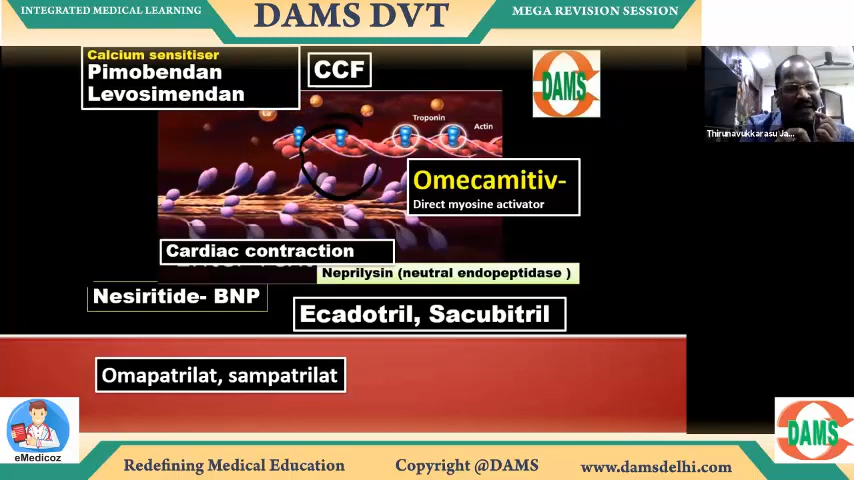 INTEGRATED MEDICAL LEARNING
DAMS DVT
MEGA REVISION SESSION
Calcium sensitiser
Pimobendan
Levosimendan
CCF
DAMS
Thirunavukkarasu Ja...
Troponin
Actin
Omecamitiv-
Direct myosine activator
Cardiac contraction
Neprilysin (neutral endopeptidase )
Nesiritide- BNP
Ecadotril, Sacubitril
Omapatrilat, sampatrilat
eMedicoz
DAMS
Redefining Medical Education
Copyright @DAMS
www.damsdelhi.com